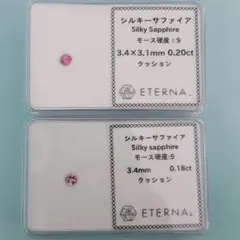 シルキーサファイア
Silky Sapphire
モース硬度：9
3.4×3.1mm 0.20ct
クッション
ETERNA.
シルキーサファイア
Silky sapphire
モース硬度:9
3.4mm 0.18ct
クッション
ETERNA.